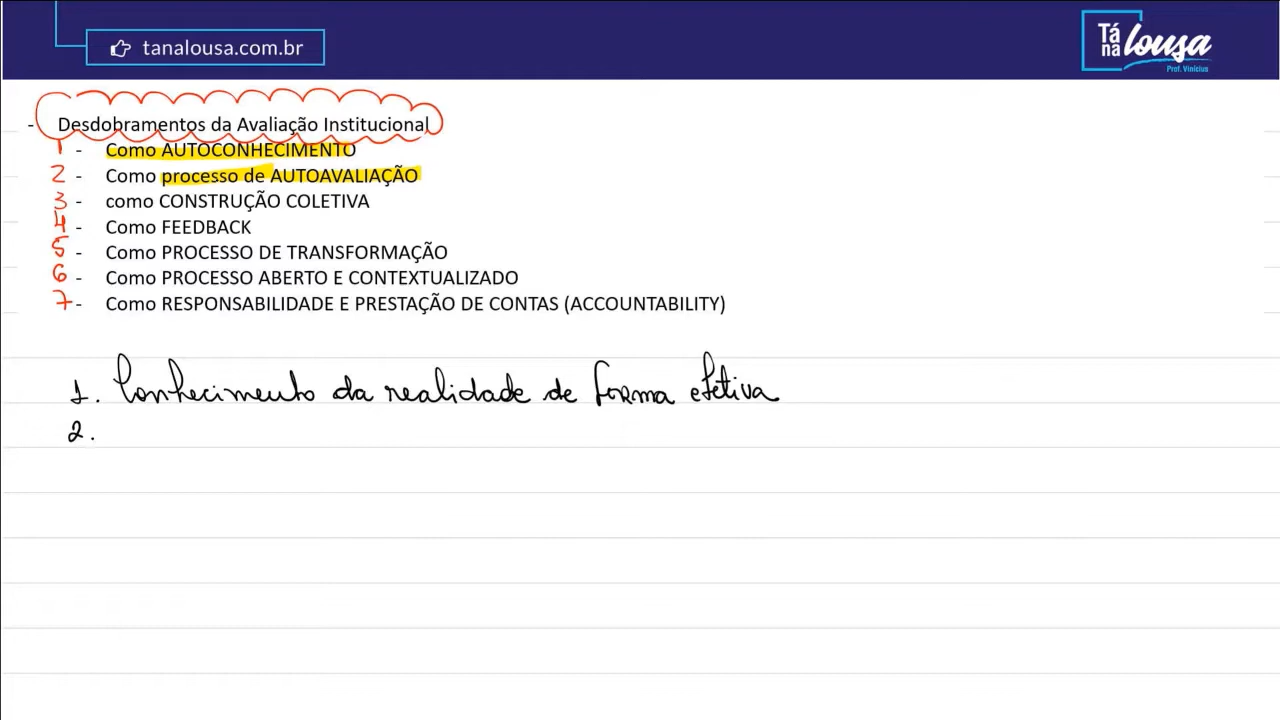 tanalousa.com.br
Tá na lousa
Prof. Vinícius
- Desdobramentos da Avaliação Institucional
1 - Como AUTOCONHECIMENTO
2 - Como processo de AUTOAVALIAÇÃO
3 - como CONSTRUÇÃO COLETIVA
4 - Como FEEDBACK
5 - Como PROCESSO DE TRANSFORMAÇÃO
6 - Como PROCESSO ABERTO E CONTEXTUALIZADO
7 - Como RESPONSABILIDADE E PRESTAÇÃO DE CONTAS (ACCOUNTABILITY)
1. Conhecimento da realidade de forma efetiva
2.